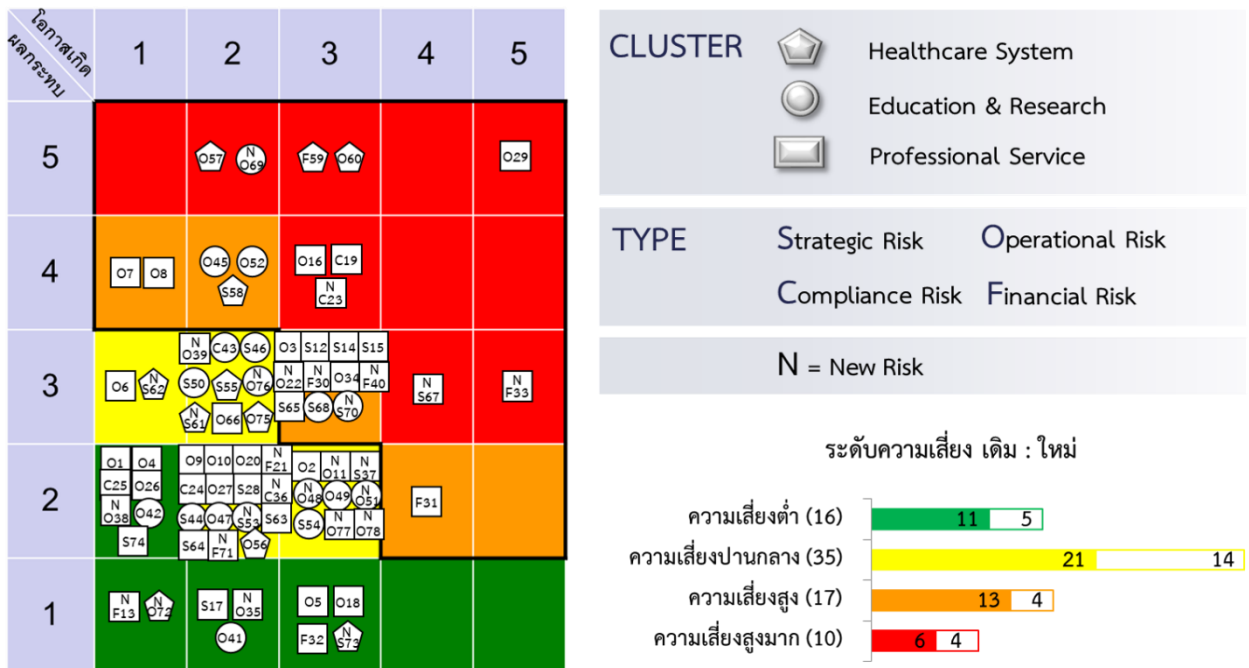 โอกาสเกิด
ผลกระทบ
1 2 3 4 5
5
O57 N O69 F59 O60 O29
4
O7 O8 O45 O52 S58 O16 C19 N C23
3
O6 N S62
N O39 C43 S46
S50 S55 N O76
N S61 O66 O75
O3 S12 S14 S15
N O22 N F30 O34 N F40
S65 S68 N S70
N S67
N F33
2
O1 O4
C25 O26
N O38 O42
S74
O9 O10 O20 N F21
C24 O27 S28 N C36
S44 O47 N S53 S63
S64 N F71 O56
O2 N O11 N S37
N O48 O49 N O51
S54 N O77 N O78
F31
1
N F13 N O72
S17 N O35
O41
O5 O18
F32 N S73
CLUSTER
Healthcare System
Education & Research
Professional Service
TYPE
Strategic Risk Operational Risk
Compliance Risk Financial Risk
N = New Risk
ระดับความเสี่ยง เดิม : ใหม่
ความเสี่ยงต่ำ (16) 11 5
ความเสี่ยงปานกลาง (35) 21 14
ความเสี่ยงสูง (17) 13 4
ความเสี่ยงสูงมาก (10) 6 4